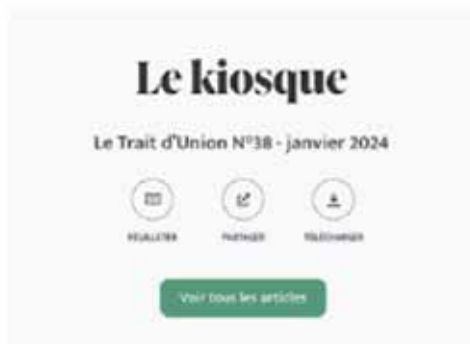 Le kiosque
Le Trait d'Union N°38 - janvier 2024
FEUILLETER PARTAGER TÉLÉCHARGER
Voir tous les articles